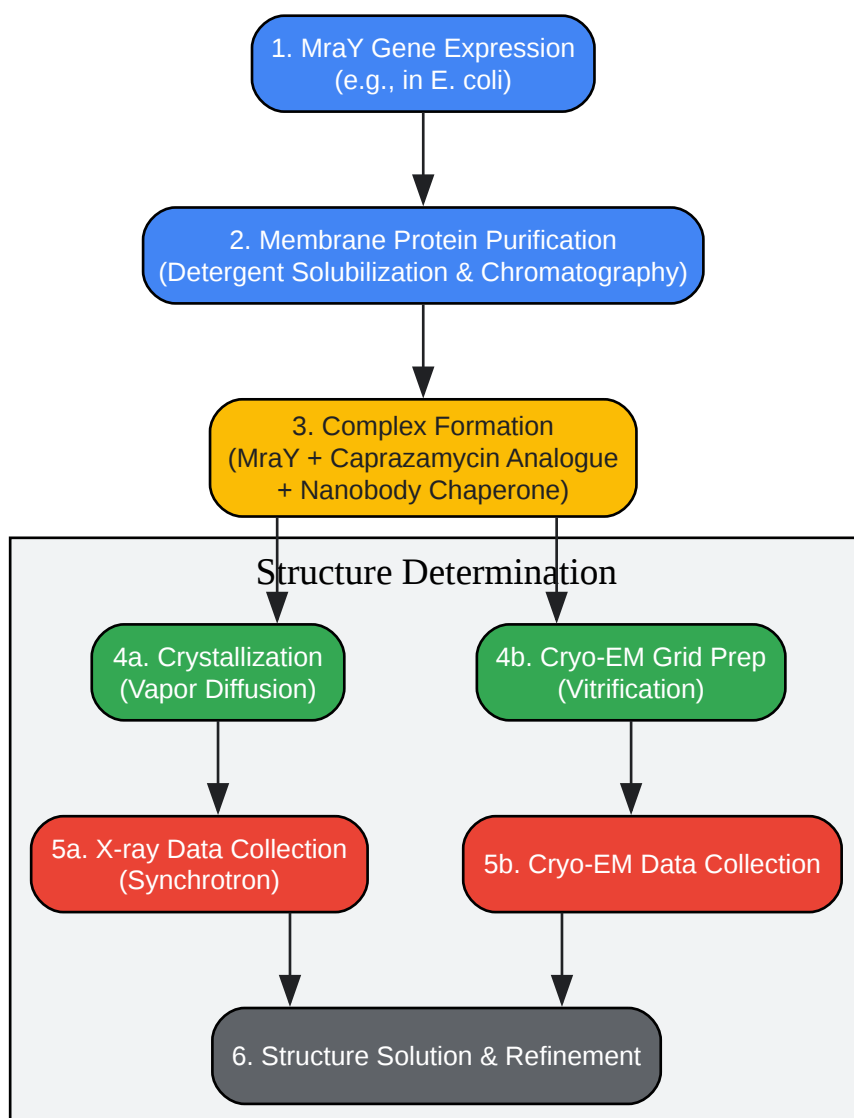 1. MraY Gene Expression
(e.g., in E. coli)
2. Membrane Protein Purification
(Detergent Solubilization & Chromatography)
3. Complex Formation
(MraY + Caprazamycin Analogue
+ Nanobody Chaperone)
Structure Determination
4a. Crystallization
(Vapor Diffusion)
4b. Cryo-EM Grid Prep
(Vitrification)
5a. X-ray Data Collection
(Synchrotron)
5b. Cryo-EM Data Collection
6. Structure Solution & Refinement